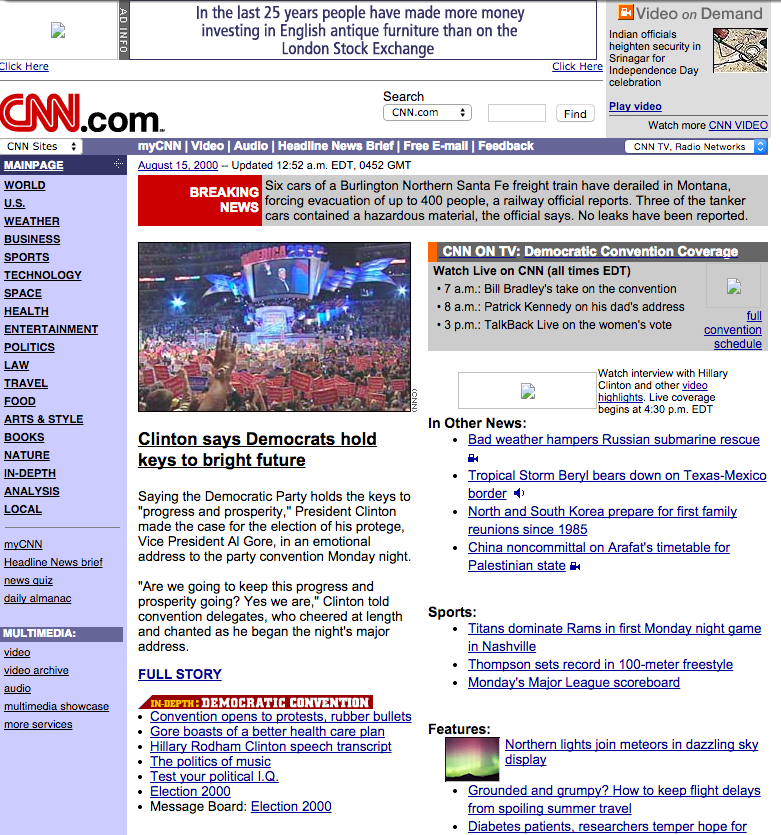 In the last 25 years people have made more money
investing in English antique furniture than on the
London Stock Exchange
AD INFO
Click Here
Click Here
Video on Demand
Indian officials
heighten security in
Srinagar for
Independence Day
celebration
Play video
Watch more CNN VIDEO
CNN.com
Search
CNN.com
Find
CNN Sites
myCNN | Video | Audio | Headline News Brief | Free E-mail | Feedback
CNN TV, Radio Networks
MAINPAGE
WORLD
U.S.
WEATHER
BUSINESS
SPORTS
TECHNOLOGY
SPACE
HEALTH
ENTERTAINMENT
POLITICS
LAW
TRAVEL
FOOD
ARTS & STYLE
BOOKS
NATURE
IN-DEPTH
ANALYSIS
LOCAL
myCNN
Headline News brief
news quiz
daily almanac
MULTIMEDIA:
video
video archive
audio
multimedia showcase
more services
August 15, 2000 -- Updated 12:52 a.m. EDT, 0452 GMT
BREAKING
NEWS
Six cars of a Burlington Northern Santa Fe freight train have derailed in Montana,
forcing evacuation of up to 400 people, a railway official reports. Three of the tanker
cars contained a hazardous material, the official says. No leaks have been reported.
AMERICA 2000
(CNN)
Clinton says Democrats hold
keys to bright future
Saying the Democratic Party holds the keys to
"progress and prosperity," President Clinton
made the case for the election of his protege,
Vice President Al Gore, in an emotional
address to the party convention Monday night.
"Are we going to keep this progress and
prosperity going? Yes we are," Clinton told
convention delegates, who cheered at length
and chanted as he began the night's major
address.
FULL STORY
IN-DEPTH: DEMOCRATIC CONVENTION
• Convention opens to protests, rubber bullets
• Gore boasts of a better health care plan
• Hillary Rodham Clinton speech transcript
• The politics of music
• Test your political I.Q.
• Election 2000
• Message Board: Election 2000
CNN ON TV: Democratic Convention Coverage
Watch Live on CNN (all times EDT)
• 7 a.m.: Bill Bradley's take on the convention
• 8 a.m.: Patrick Kennedy on his dad's address
• 3 p.m.: TalkBack Live on the women's vote
full
convention
schedule
Watch interview with Hillary
Clinton and other video
highlights. Live coverage
begins at 4:30 p.m. EDT
In Other News:
• Bad weather hampers Russian submarine rescue
• Tropical Storm Beryl bears down on Texas-Mexico
border
• North and South Korea prepare for first family
reunions since 1985
• China noncommittal on Arafat's timetable for
Palestinian state
Sports:
• Titans dominate Rams in first Monday night game
in Nashville
• Thompson sets record in 100-meter freestyle
• Monday's Major League scoreboard
Features:
Northern lights join meteors in dazzling sky
display
• Grounded and grumpy? How to keep flight delays
from spoiling summer travel
• Diabetes patients, researchers temper hope for